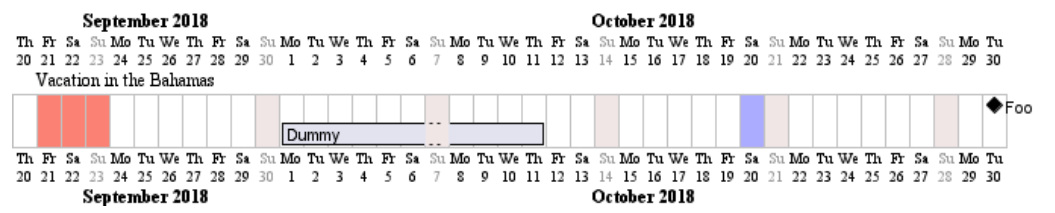 September 2018 October 2018
Th Fr Sa Su Mo Tu We Th Fr Sa Su Mo Tu We Th Fr Sa Su Mo Tu We Th Fr Sa Su Mo Tu We Th Fr Sa Su Mo Tu We Th Fr Sa Su Mo Tu
20 21 22 23 24 25 26 27 28 29 30 1 2 3 4 5 6 7 8 9 10 11 12 13 14 15 16 17 18 19 20 21 22 23 24 25 26 27 28 29 30
Vacation in the Bahamas
Foo
Dummy
Th Fr Sa Su Mo Tu We Th Fr Sa Su Mo Tu We Th Fr Sa Su Mo Tu We Th Fr Sa Su Mo Tu We Th Fr Sa Su Mo Tu We Th Fr Sa Su Mo Tu
20 21 22 23 24 25 26 27 28 29 30 1 2 3 4 5 6 7 8 9 10 11 12 13 14 15 16 17 18 19 20 21 22 23 24 25 26 27 28 29 30
September 2018 October 2018